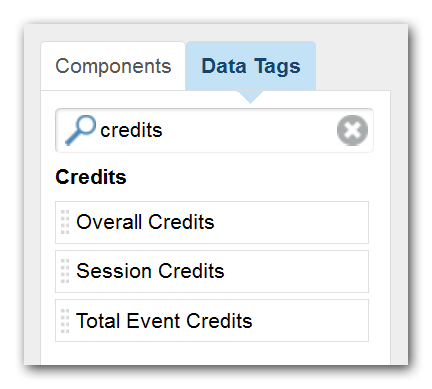 Components
Data Tags
credits
Credits
Overall Credits
Session Credits
Total Event Credits